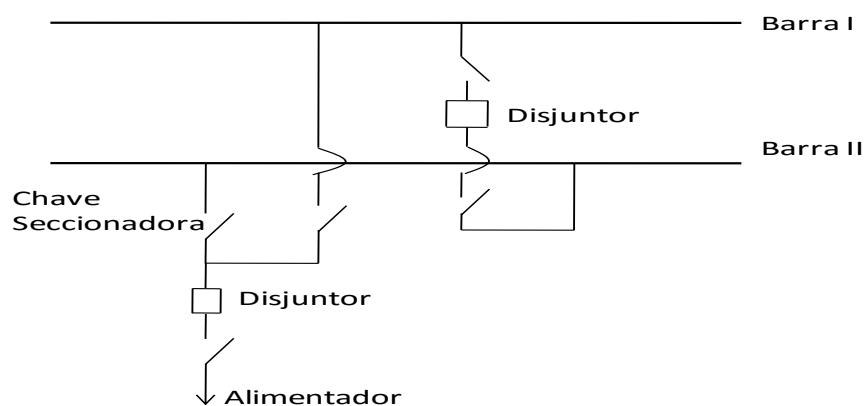 Barra I
Disjuntor
Barra II
Chave
Seccionadora
Disjuntor
Alimentador